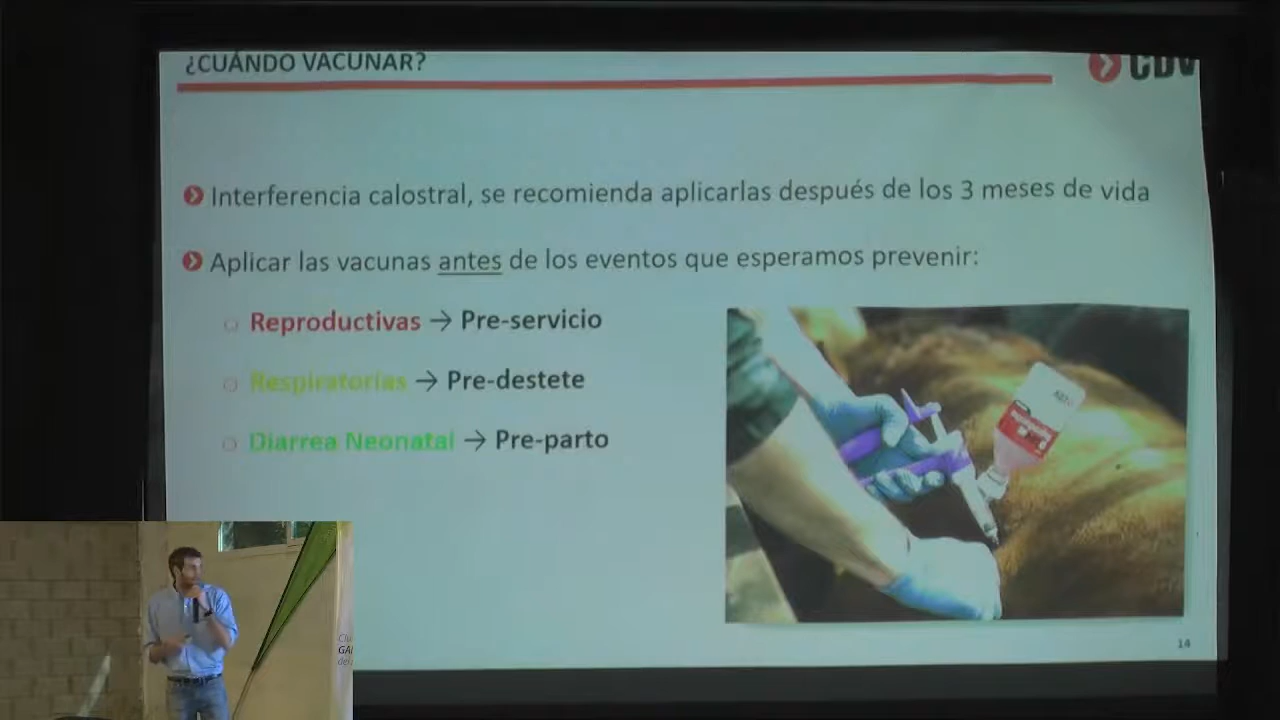 ¿CUÁNDO VACUNAR?
CDV
Interferencia calostral, se recomienda aplicarlas después de los 3 meses de vida
Aplicar las vacunas antes de los eventos que esperamos prevenir:
Reproductivas → Pre-servicio
Respiratorias → Pre-destete
Diarrea Neonatal → Pre-parto
14